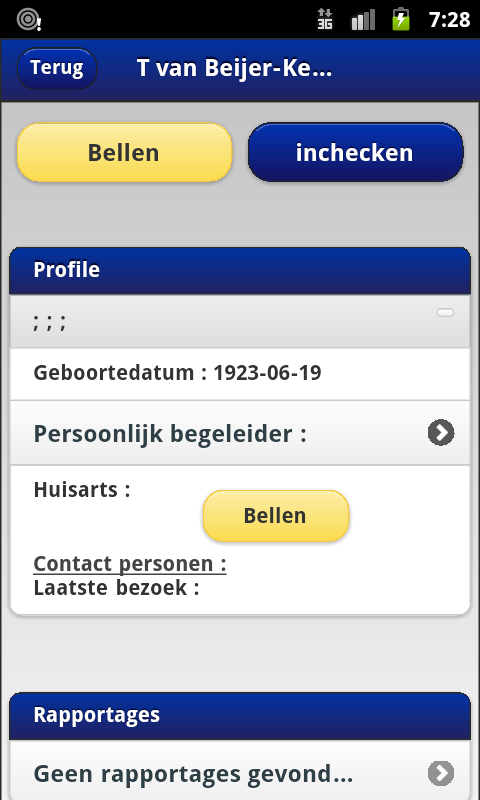 3G 7:28
Terug T van Beijer-Ke...
Bellen inchecken
Profile
; ; ;
Geboortedatum : 1923-06-19
Persoonlijk begeleider :
Huisarts :
Bellen
Contact personen :
Laatste bezoek :
Rapportages
Geen rapportages gevond...